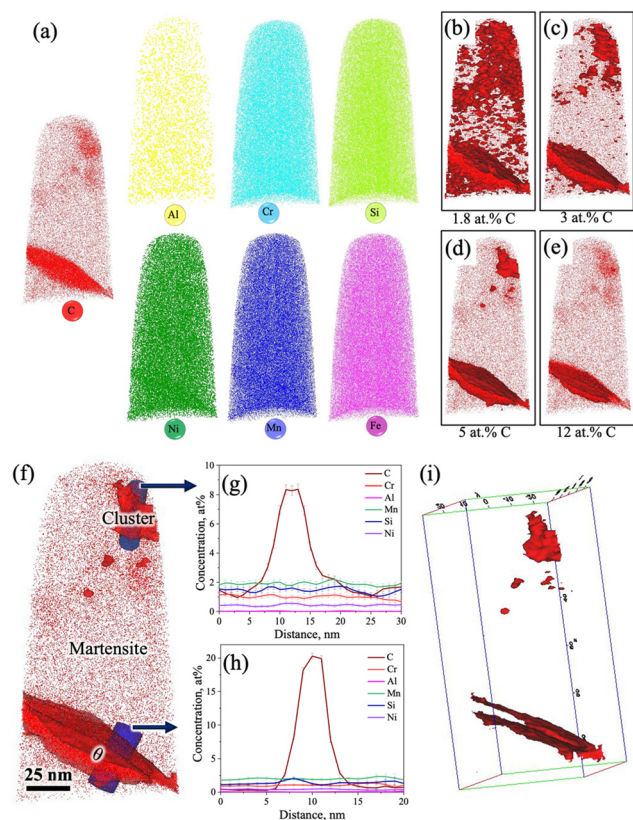 (a)
C
Al
Cr
Si
Ni
Mn
Fe
(b)
1.8 at.% C
(c)
3 at.% C
(d)
5 at.% C
(e)
12 at.% C
(f)
Cluster
Martensite
θ
25 nm
(g)
Concentration, at%
10
8
6
4
2
0
0 5 10 15 20 25 30
Distance, nm
C
Cr
Al
Mn
Si
Ni
(h)
Concentration, at%
20
15
10
5
0
0 5 10 15 20
Distance, nm
C
Cr
Al
Mn
Si
Ni
(i)